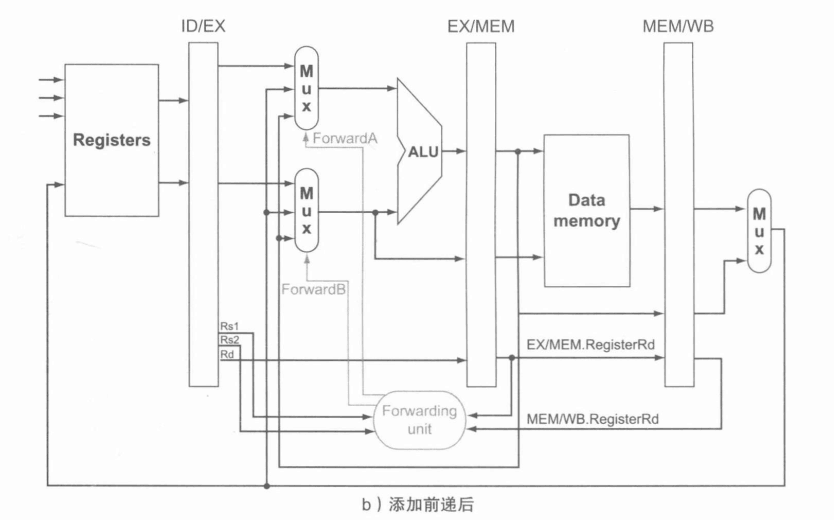 ID/EX
EX/MEM
MEM/WB
Registers
Mux
ForwardA
ALU
Mux
ForwardB
Data
memory
Mux
Rs1
Rs2
Rd
EX/MEM.RegisterRd
Forwarding
unit
MEM/WB.RegisterRd
b）添加前递后